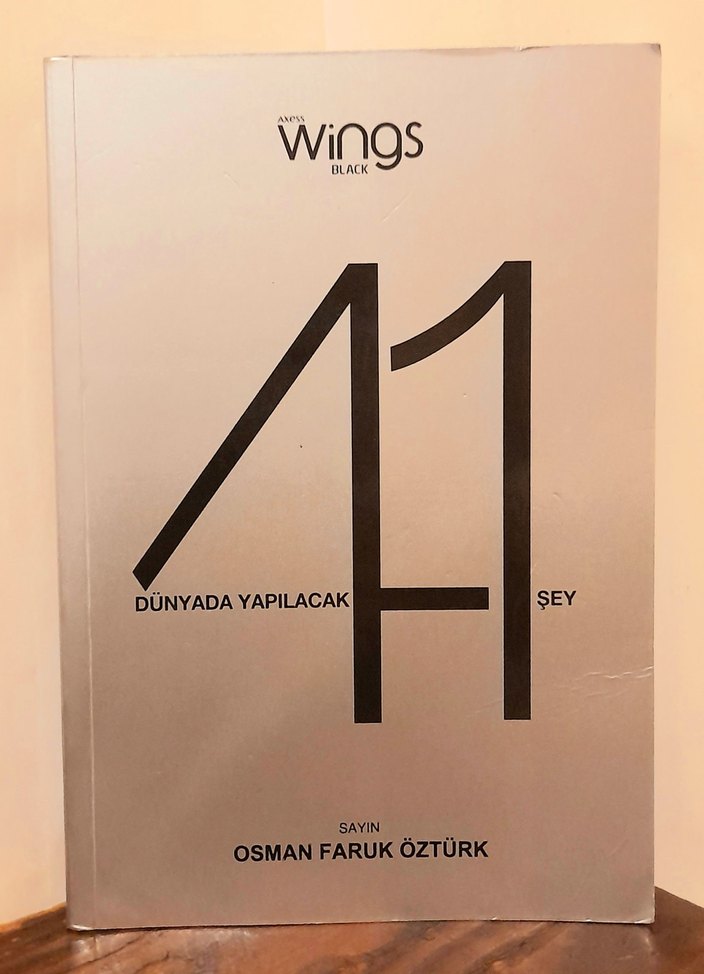 AXESS
WINGS
BLACK
41
DÜNYADA YAPILACAK ŞEY
SAYIN
OSMAN FARUK ÖZTÜRK